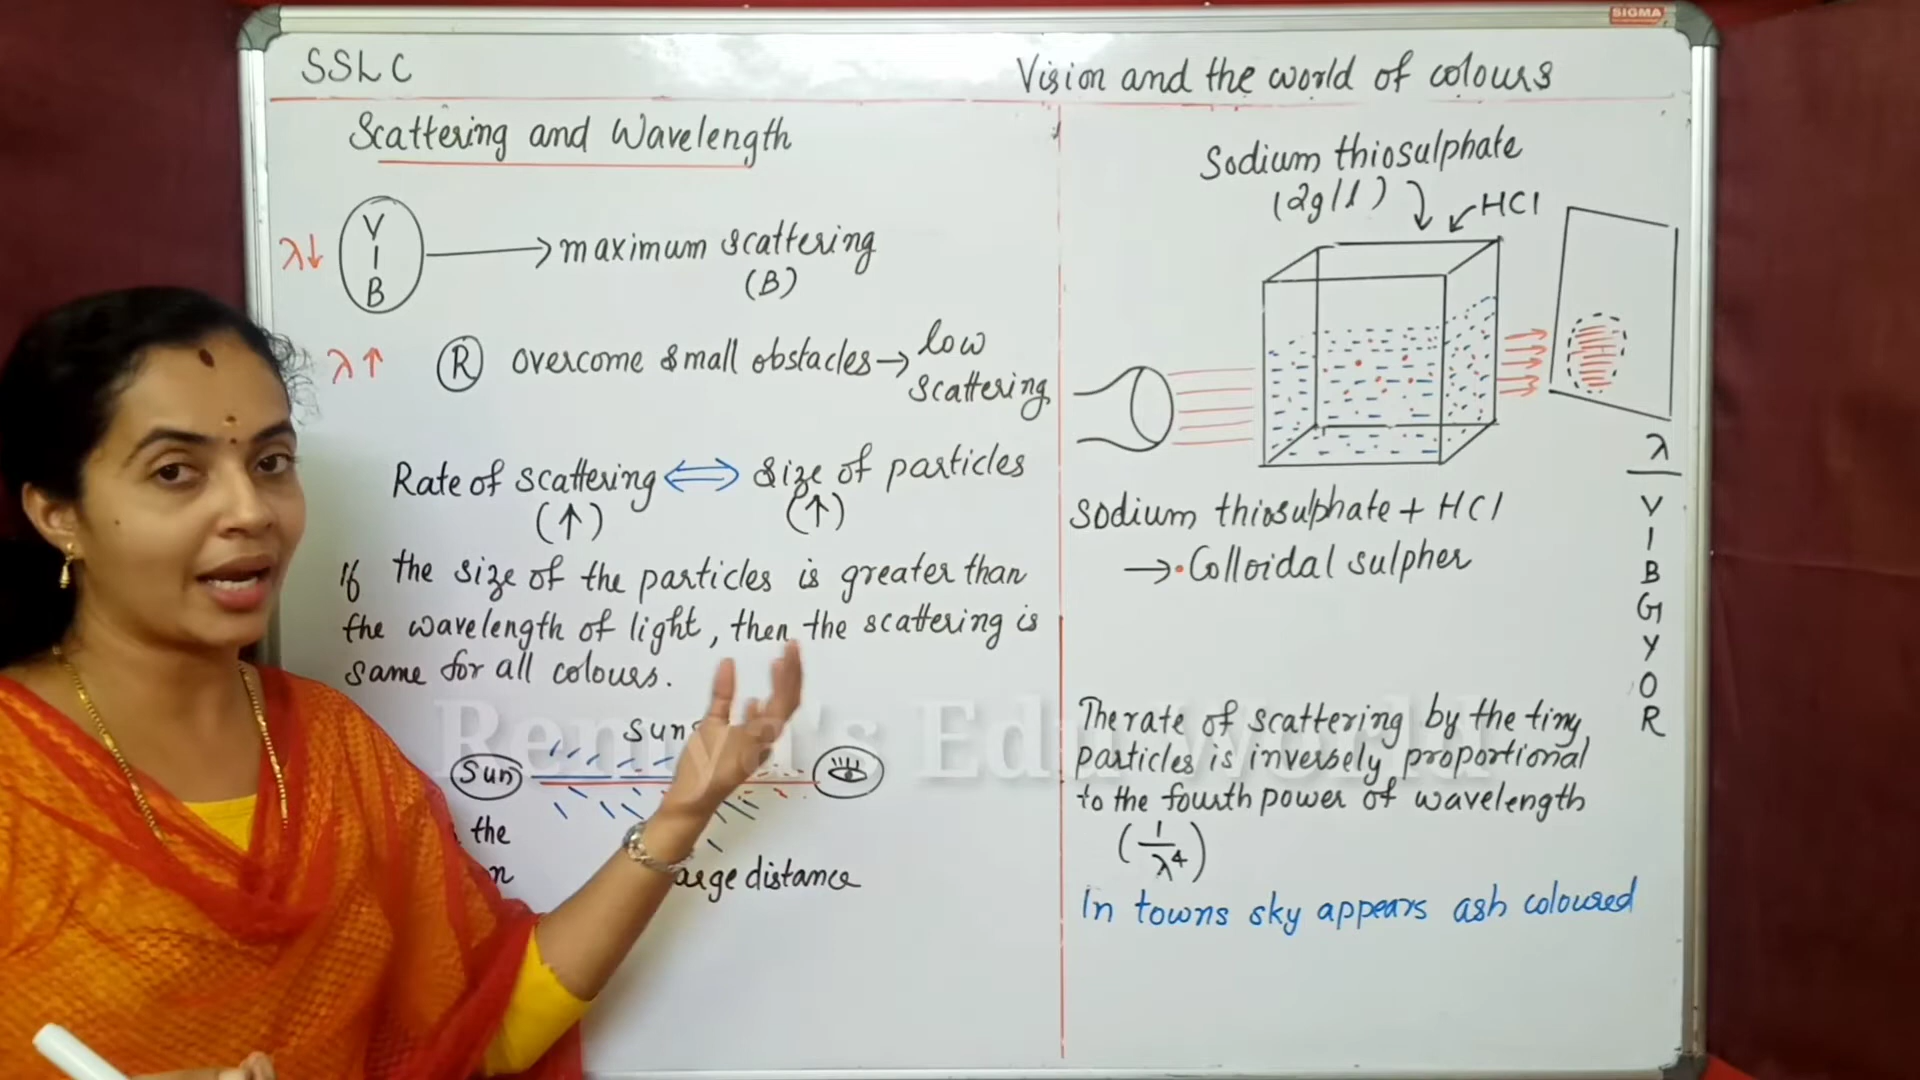 SIGMA
SSLC
Vision and the world of colours
Scattering and Wavelength
λ↓
V
I
B
→ maximum scattering
(B)
λ↑
R overcome small obstacles → low
scattering
Rate of scattering ⇔ size of particles
(↑) (↑)
If the size of the particles is greater than
the wavelength of light, then the scattering is
same for all colours.
Sun
the
large distance
Sodium thiosulphate
(2g/l)
HCl
Sodium thiosulphate + HCl
→ • Colloidal sulpher
λ
V
I
B
G
Y
O
R
The rate of scattering by the tiny
particles is inversely proportional
to the fourth power of wavelength
(1/λ⁴)
In towns sky appears ash coloured
Remya's Edu World